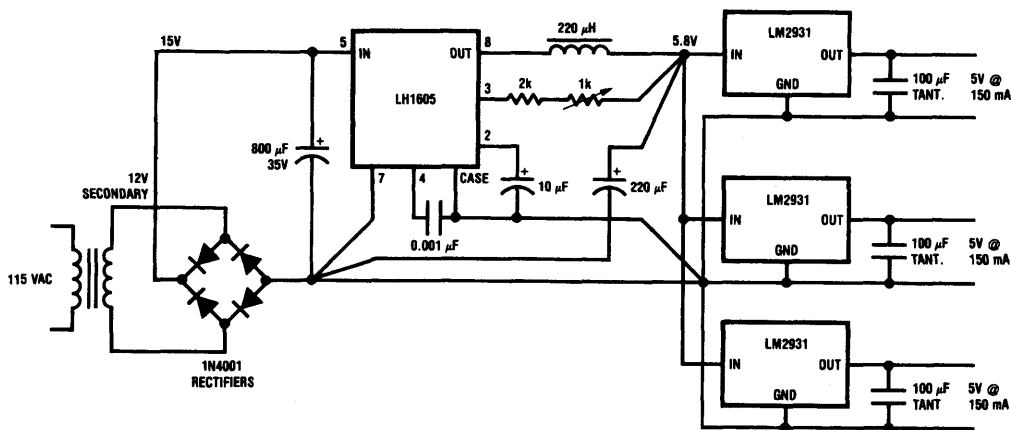 15V
5
IN
OUT
8
220 µH
5.8V
LH1605
3
2k
1k
2
7
4
CASE
800 µF
35V
+
10 µF
+
220 µF
+
0.001 µF
12V
SECONDARY
115 VAC
1N4001
RECTIFIERS
LM2931
IN
OUT
GND
100 µF
TANT.
5V @
150 mA
LM2931
IN
OUT
GND
100 µF
TANT.
5V @
150 mA
LM2931
IN
OUT
GND
100 µF
TANT
5V @
150 mA